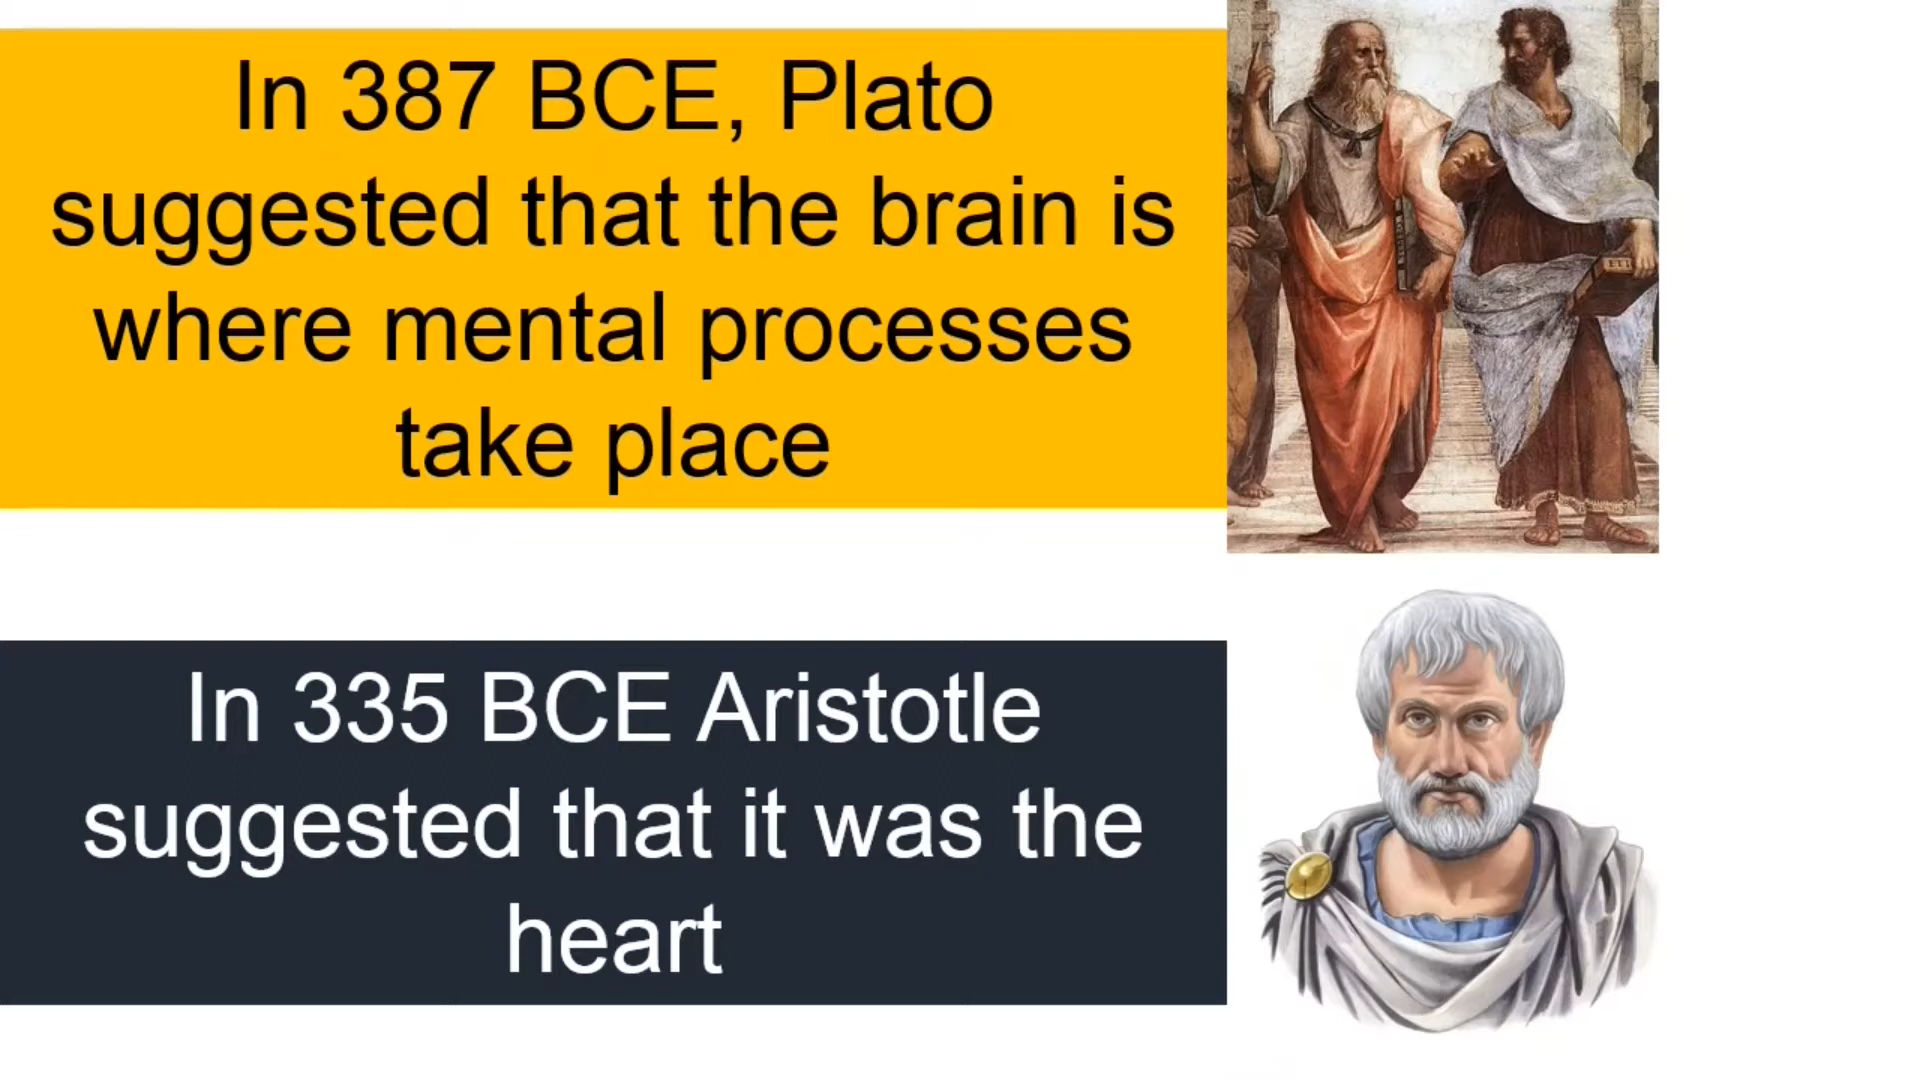 In 387 BCE, Plato
suggested that the brain is
where mental processes
take place
In 335 BCE Aristotle
suggested that it was the
heart